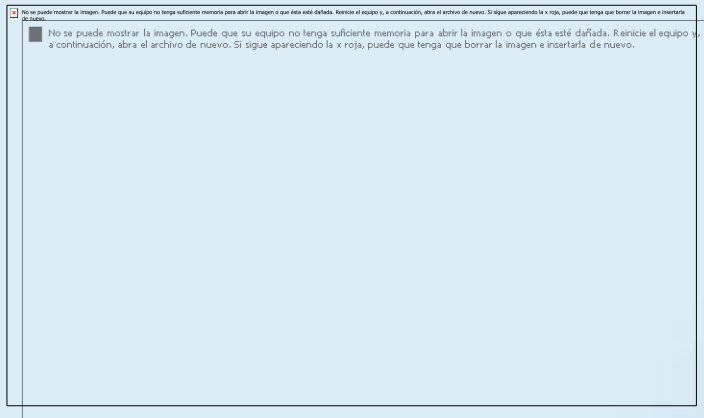 No se puede mostrar la imagen. Puede que su equipo no tenga suficiente memoria para abrir la imagen o que ésta esté dañada. Reinicie el equipo y, a continuación, abra el archivo de nuevo. Si sigue apareciendo la x roja, puede que tenga que borrar la imagen e insertarla
de nuevo.
No se puede mostrar la imagen. Puede que su equipo no tenga suficiente memoria para abrir la imagen o que ésta esté dañada. Reinicie el equipo y,
a continuación, abra el archivo de nuevo. Si sigue apareciendo la x roja, puede que tenga que borrar la imagen e insertarla de nuevo.